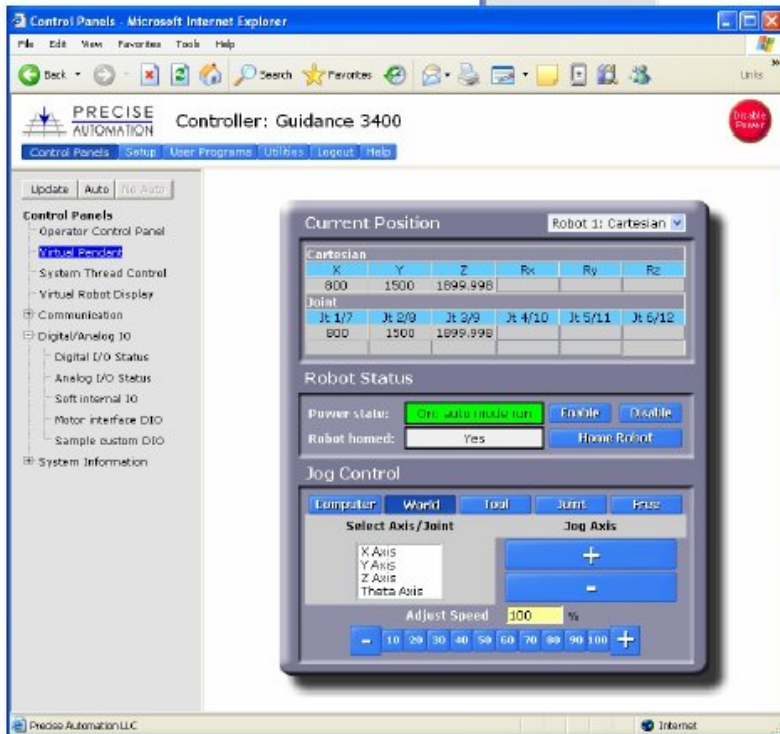 Control Panels - Microsoft Internet Explorer
File Edit View Favorites Tools Help
Back Search Favorites Links
PRECISE AUTOMATION
Controller: Guidance 3400
Disable Power
Control Panels Setup User Programs Utilities Logout Help
Update Auto No Auto
Control Panels
Operator Control Panel
Virtual Pendant
System Thread Control
Virtual Robot Display
Communication
Digital/Analog IO
Digital I/O Status
Analog I/O Status
Soft internal IO
Motor interface DIO
Sample custom DIO
System Information
Current Position Robot 1: Cartesian
Cartesian
X Y Z Rx Ry Rz
800 1500 1899.998
Joint
Jt 1/7 Jt 2/8 Jt 3/9 Jt 4/10 Jt 5/11 Jt 6/12
800 1500 1899.998
Robot Status
Power state: On: auto mode run Enable Disable
Robot homed: Yes Home Robot
Jog Control
Computer World Tool Joint Free
Select Axis/Joint Jog Axis
X Axis
Y Axis
Z Axis
Theta Axis
+
-
Adjust Speed 100 %
- 10 20 30 40 50 60 70 80 90 100 +
Precise Automation LLC Internet